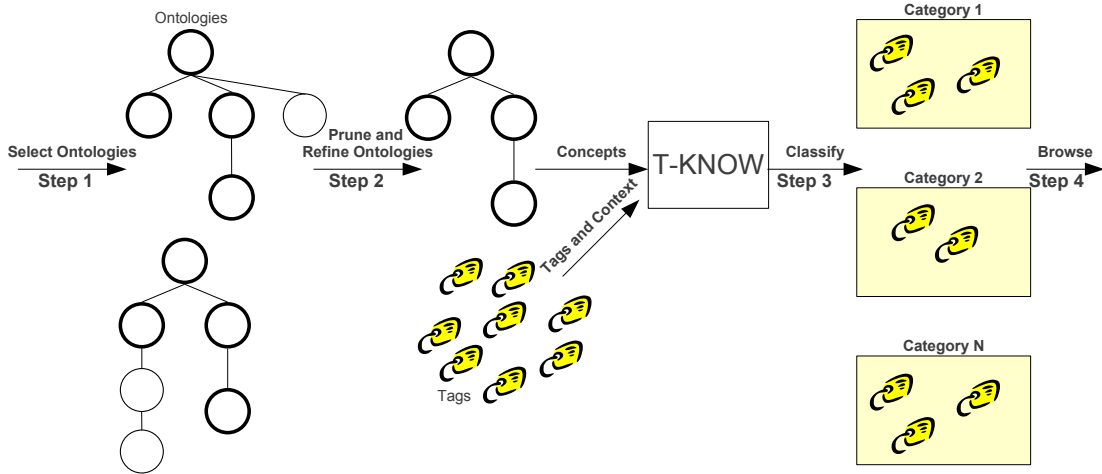 Ontologies
Select Ontologies
Step 1
Prune and
Refine Ontologies
Step 2
Concepts
Tags and Context
Tags
T-KNOW
Classify
Step 3
Category 1
Category 2
Category N
Browse
Step 4